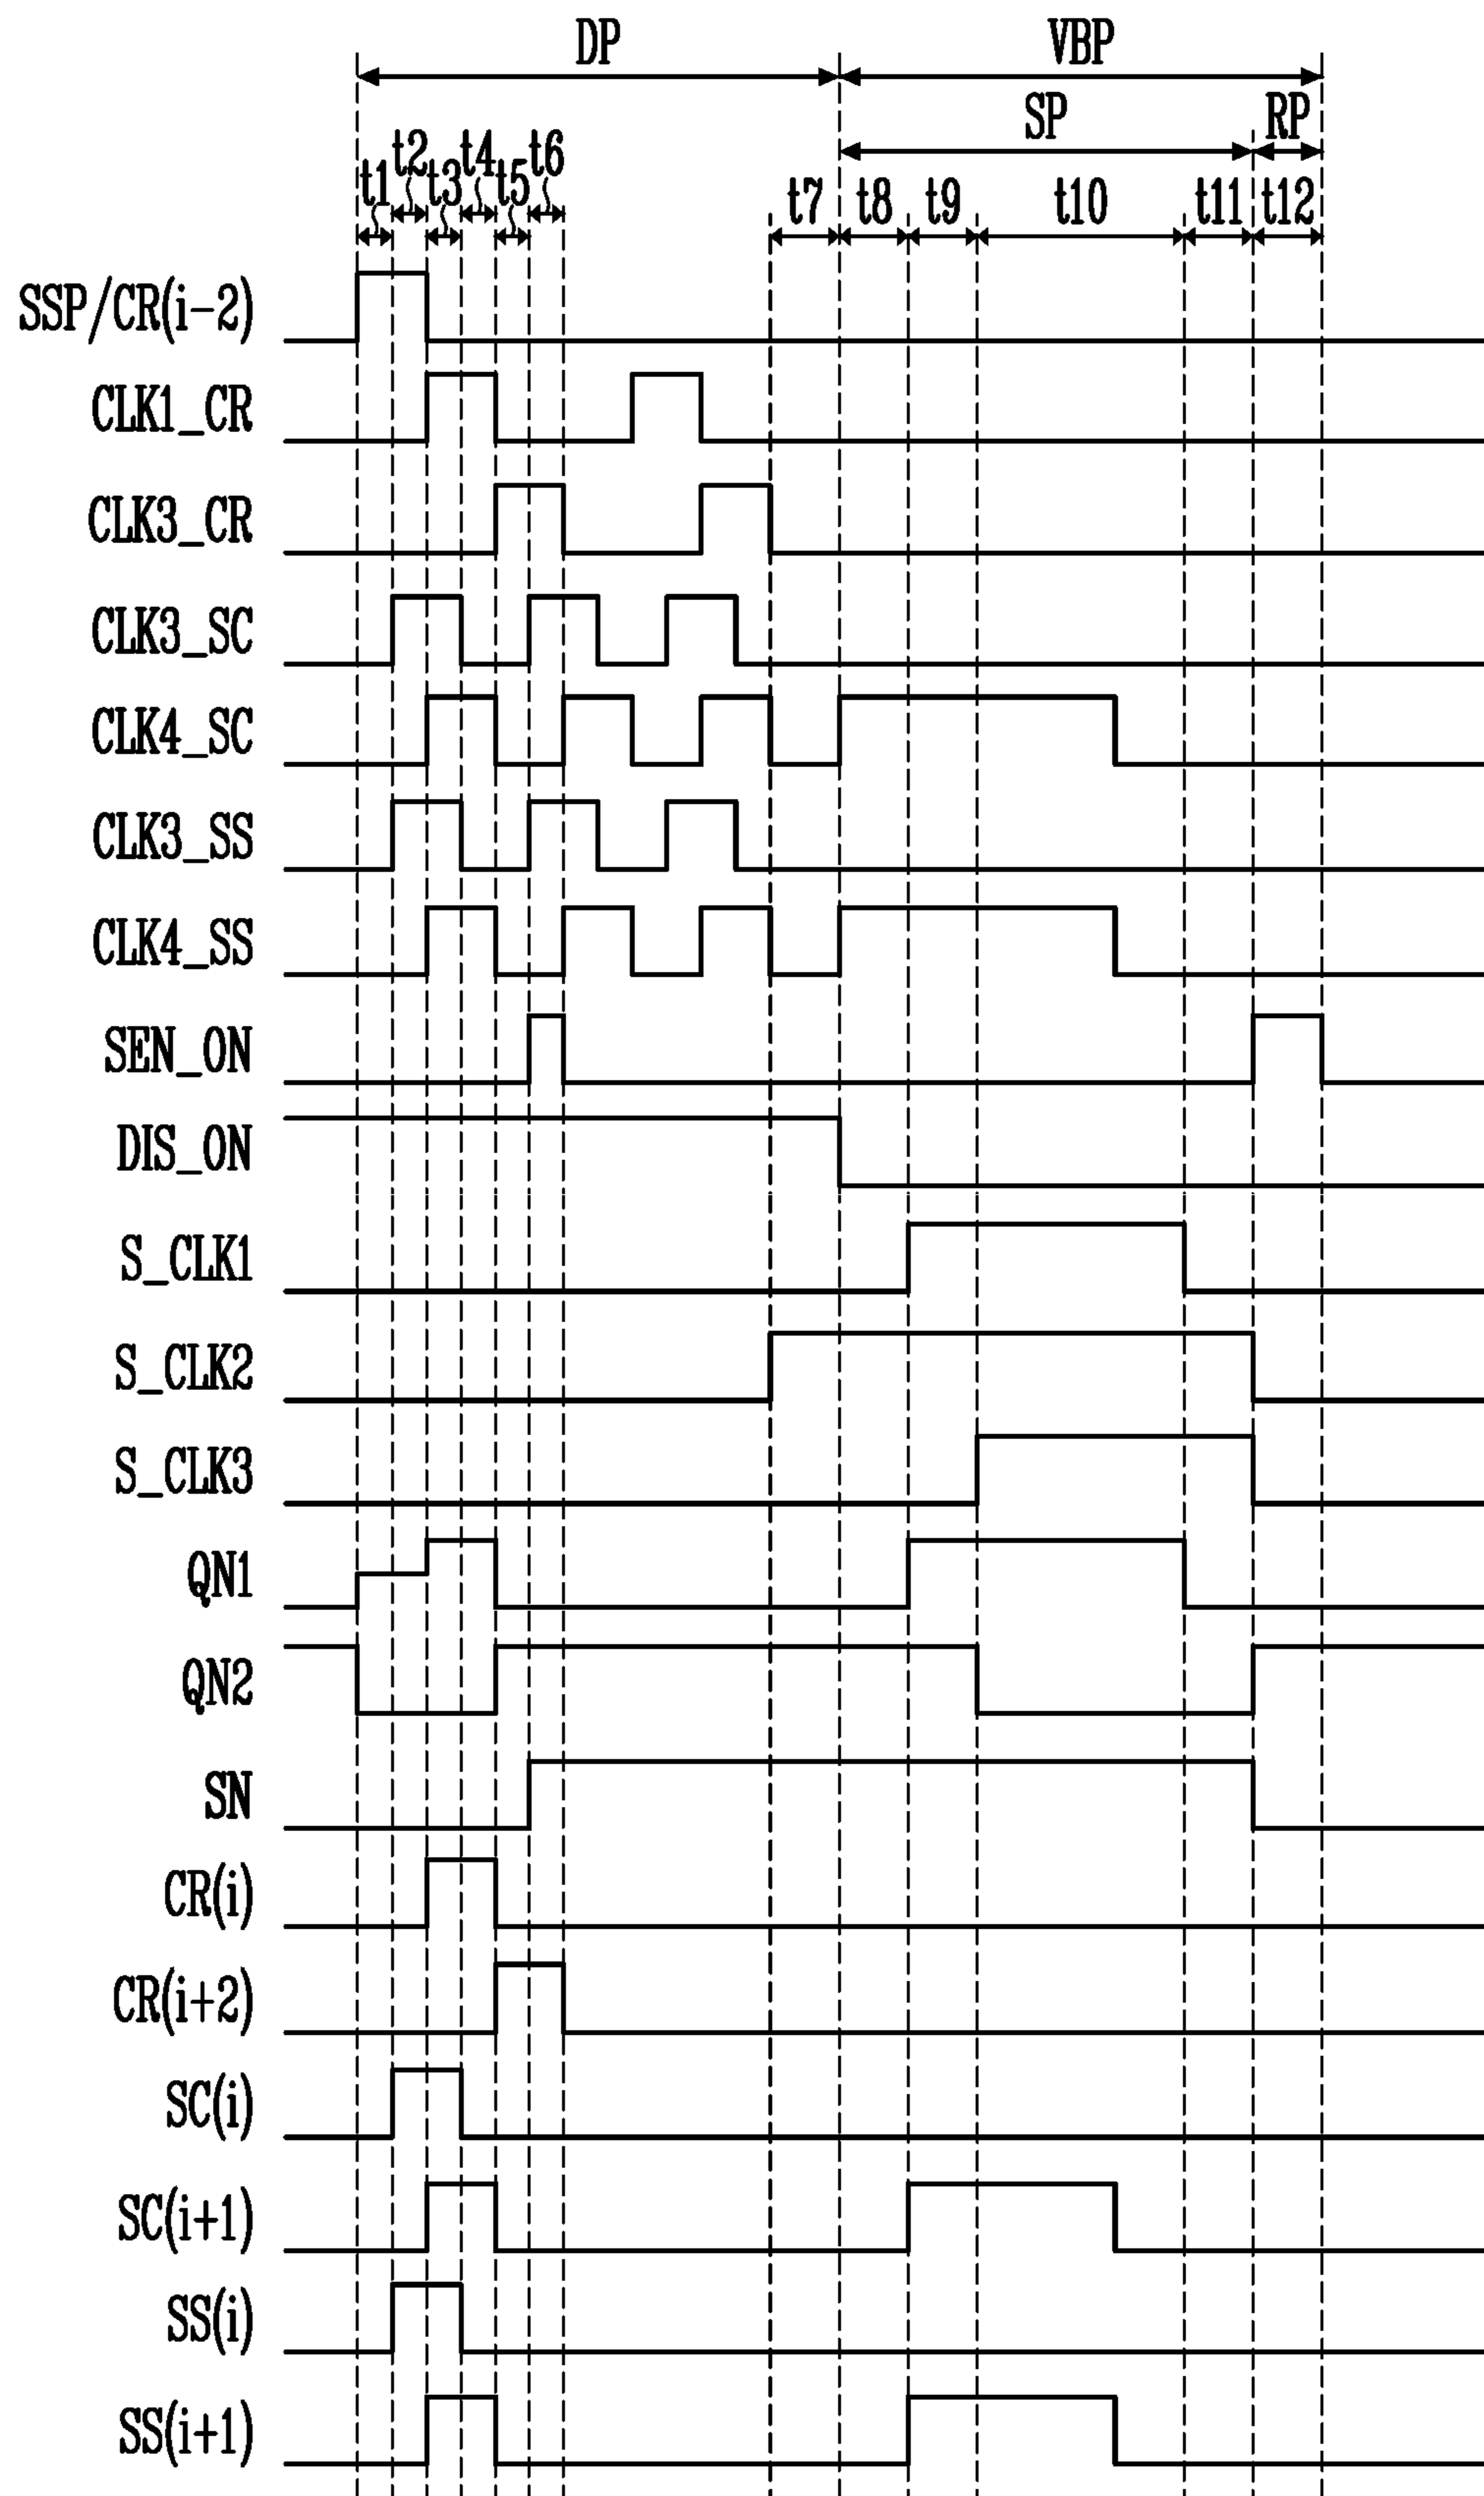 DP VBP
SP RP
t2 t4 t6
t1 t3 t5 t7 t8 t9 t10 t11 t12
SSP/CR(i-2)
CLK1_CR
CLK3_CR
CLK3_SC
CLK4_SC
CLK3_SS
CLK4_SS
SEN_ON
DIS_ON
S_CLK1
S_CLK2
S_CLK3
QN1
QN2
SN
CR(i)
CR(i+2)
SC(i)
SC(i+1)
SS(i)
SS(i+1)